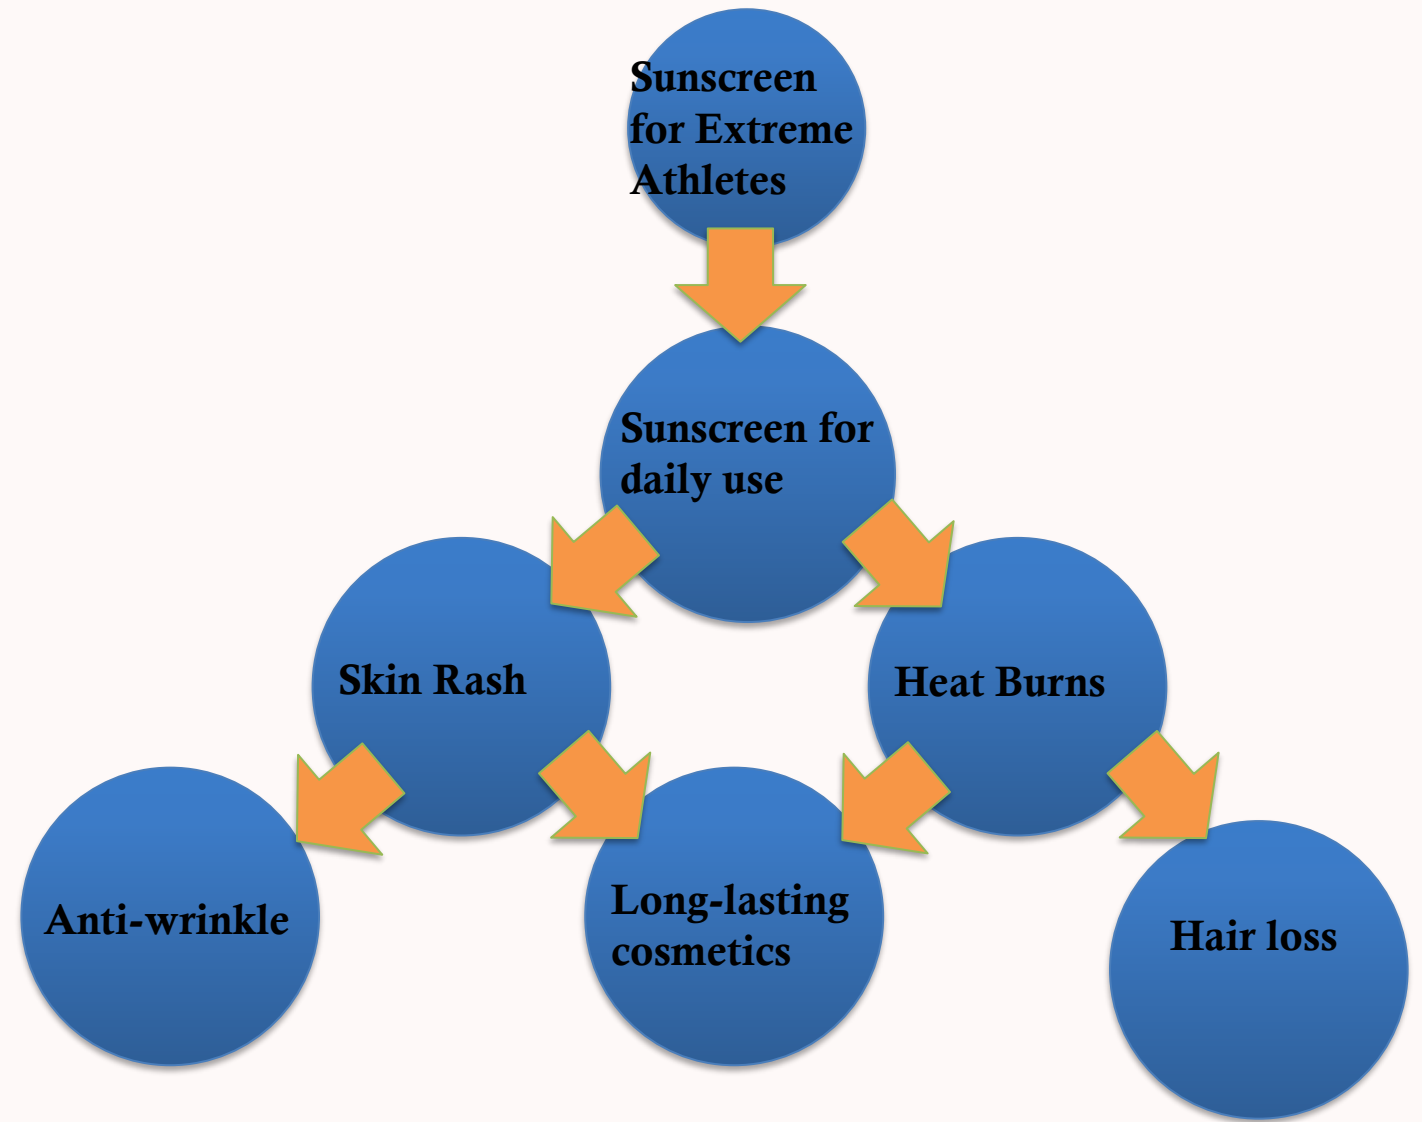 Sunscreen
for Extreme
Athletes
Sunscreen for
daily use
Skin Rash
Heat Burns
Anti-wrinkle
Long-lasting
cosmetics
Hair loss